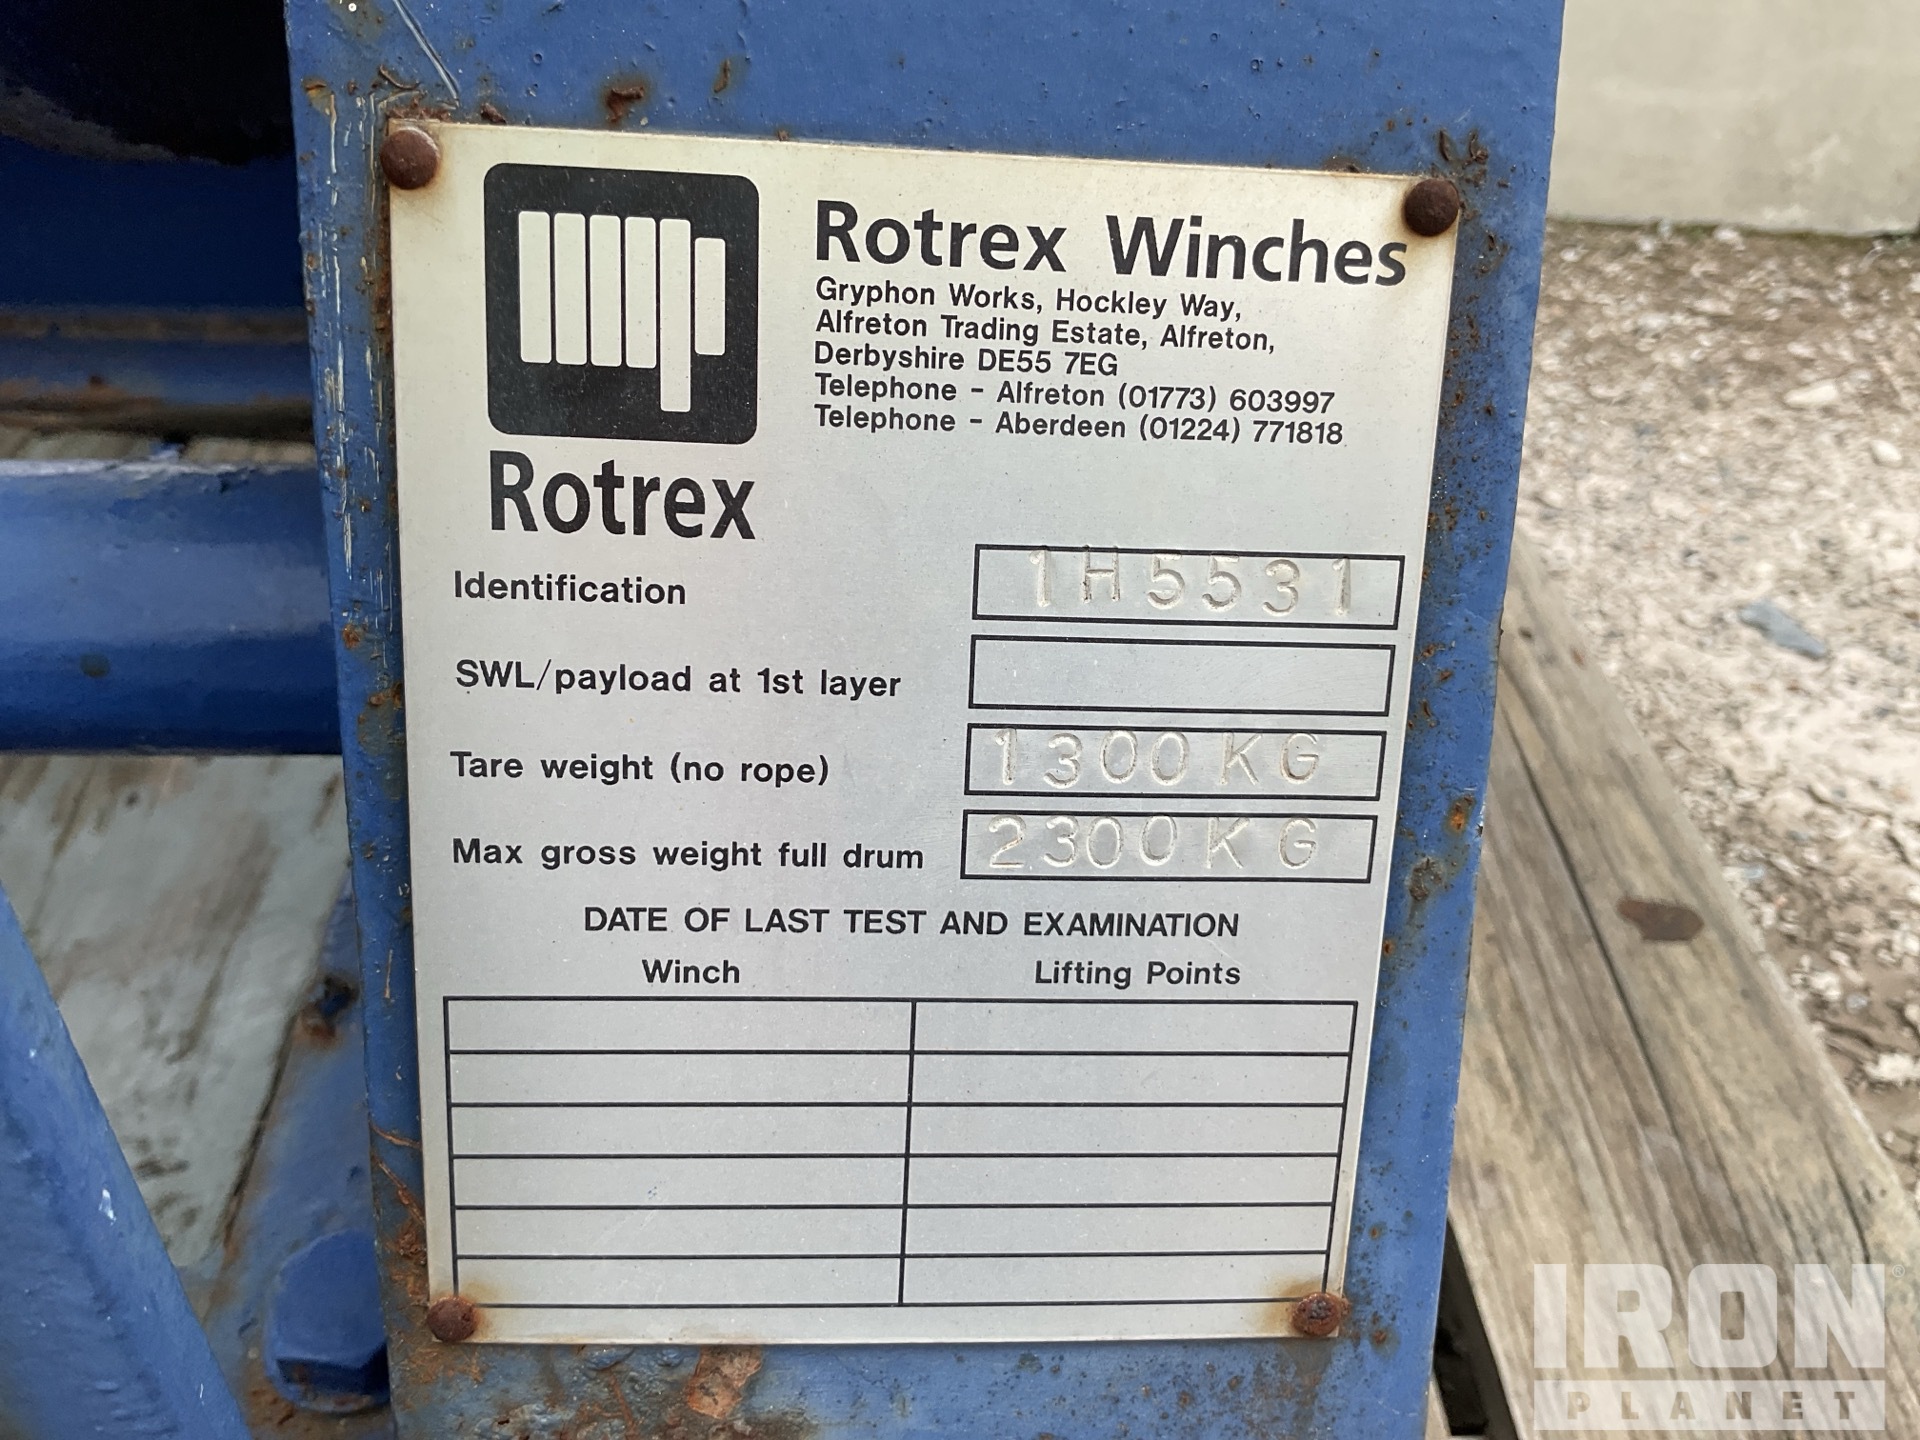 Rotrex Winches
Gryphon Works, Hockley Way,
Alfreton Trading Estate, Alfreton,
Derbyshire DE55 7EG
Telephone - Alfreton (01773) 603997
Telephone - Aberdeen (01224) 771818
Rotrex
Identification 1H5531
SWL/payload at 1st layer
Tare weight (no rope) 1300KG
Max gross weight full drum 2300KG
DATE OF LAST TEST AND EXAMINATION
Winch Lifting Points
IRON ®
PLANET